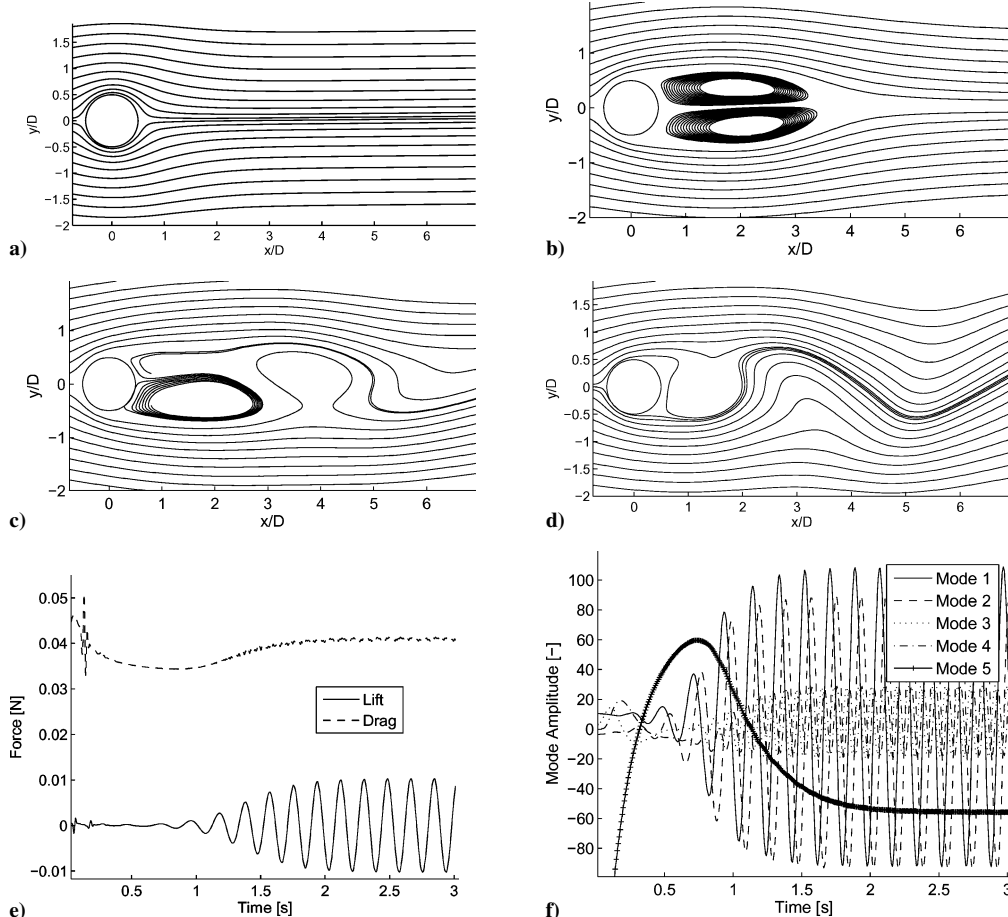 1.5
1
0.5
0
−0.5
−1
−1.5
−2
y/D
0 1 2 3 4 5 6
x/D
a)
1
0
−1
−2
y/D
0 1 2 3 4 5 6
x/D
b)
1
0
−1
−2
y/D
0 1 2 3 4 5 6
x/D
c)
1.5
1
0.5
0
−0.5
−1
−1.5
−2
y/D
0 1 2 3 4 5 6
x/D
d)
0.05
0.04
0.03
0.02
0.01
0
−0.01
Force [N]
Lift
Drag
0.5 1 1.5 2 2.5 3
Time [s]
e)
100
80
60
40
20
0
−20
−40
−60
−80
Mode Amplitude [−]
Mode 1
Mode 2
Mode 3
Mode 4
Mode 5
0.5 1 1.5 2 2.5 3
Time [s]
f)